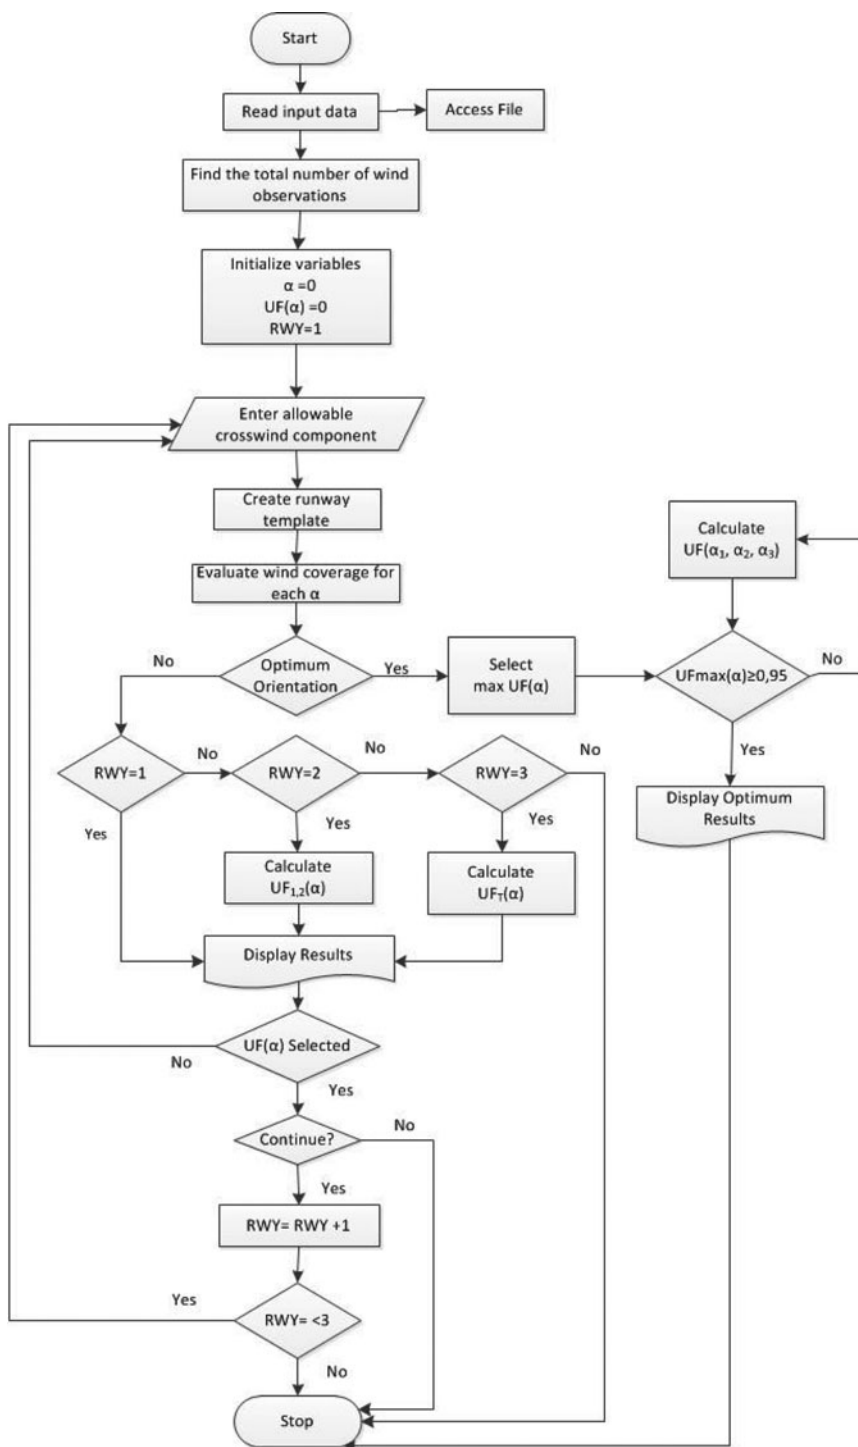 Start
Read input data
Access File
Find the total number of wind
observations
Initialize variables
α =0
UF(α) =0
RWY=1
Enter allowable
crosswind component
Create runway
template
Calculate
UF(α₁, α₂, α₃)
Evaluate wind coverage for
each α
No
Optimum
Orientation
Yes
Select
max UF(α)
UFmax(α)≥0,95
No
Yes
RWY=1
No
RWY=2
No
RWY=3
No
Display Optimum
Results
Yes
Yes
Yes
Calculate
UF₁,₂(α)
Calculate
UF_T(α)
Display Results
UF(α) Selected
No
Yes
Continue?
No
Yes
RWY= RWY +1
Yes
RWY= <3
No
Stop